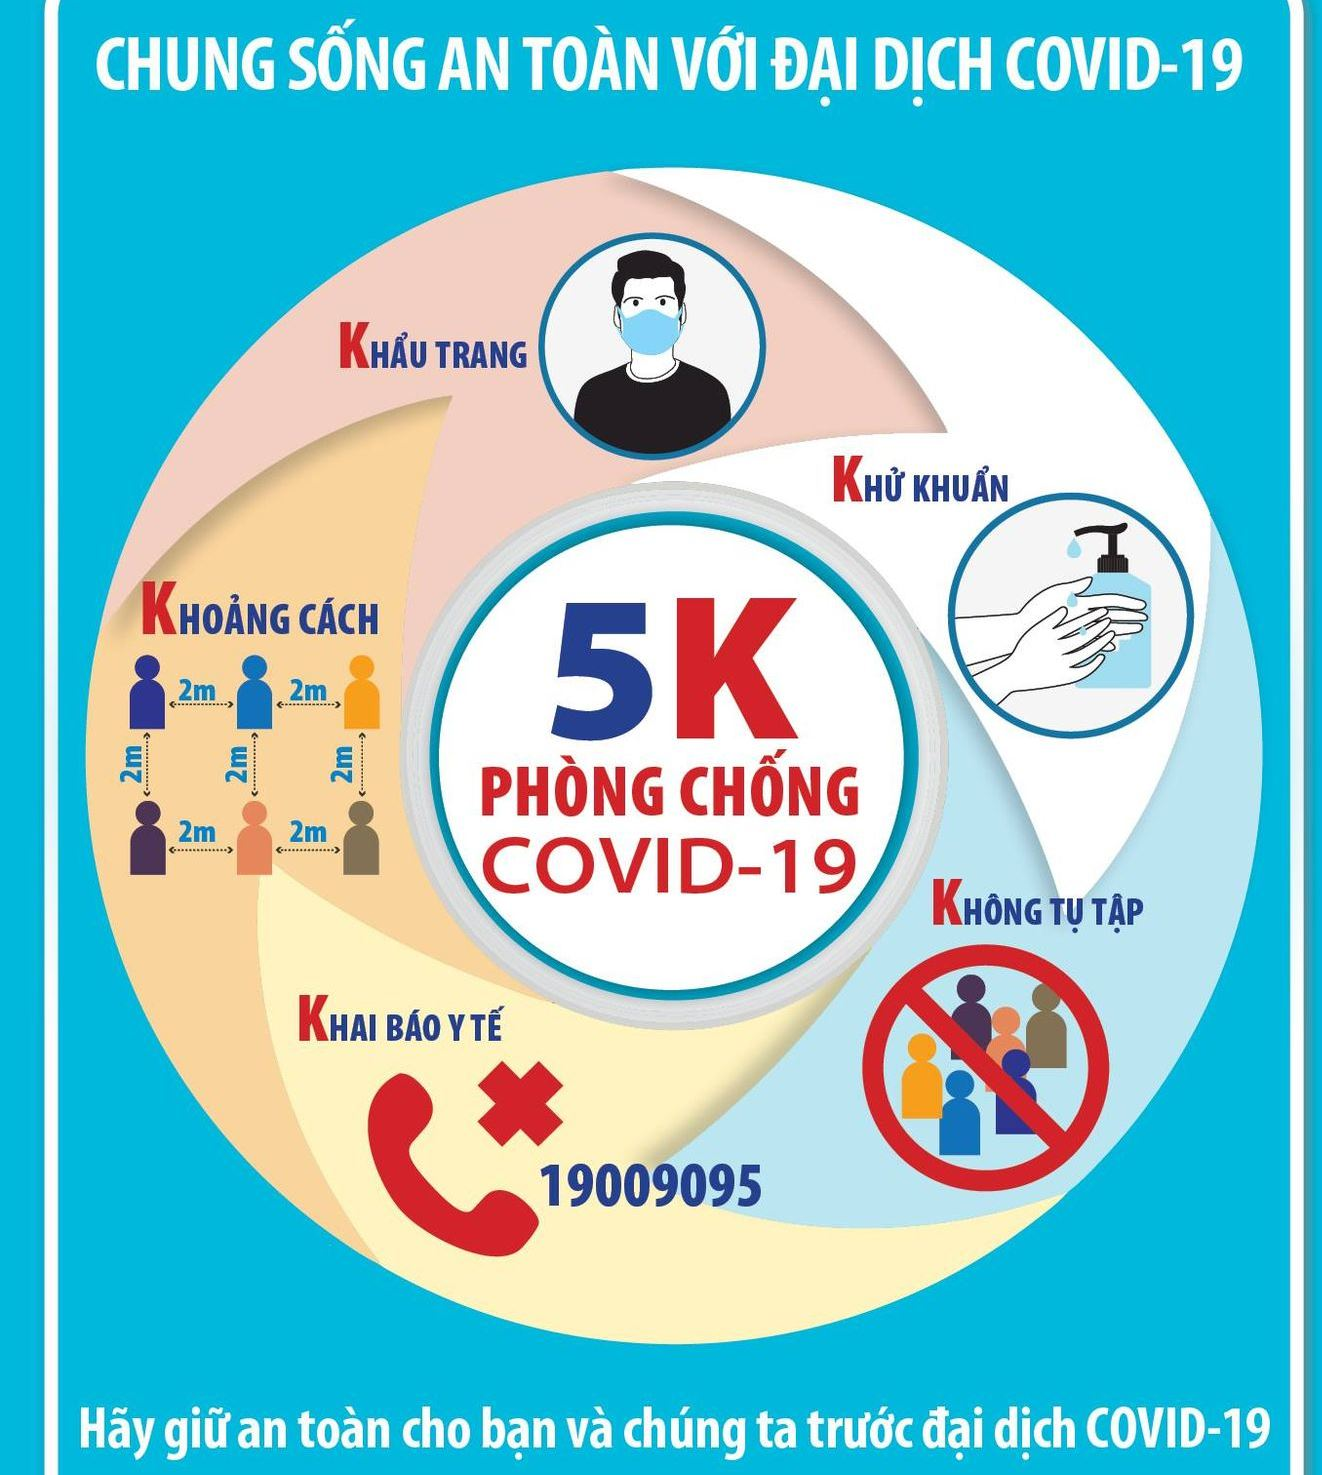 CHUNG SỐNG AN TOÀN VỚI ĐẠI DỊCH COVID-19
KHẨU TRANG
KHỬ KHUẨN
KHOẢNG CÁCH
2m 2m
2m 2m 2m
2m 2m
5K
PHÒNG CHỐNG
COVID-19
KHÔNG TỤ TẬP
KHAI BÁO Y TẾ
19009095
Hãy giữ an toàn cho bạn và chúng ta trước đại dịch COVID-19